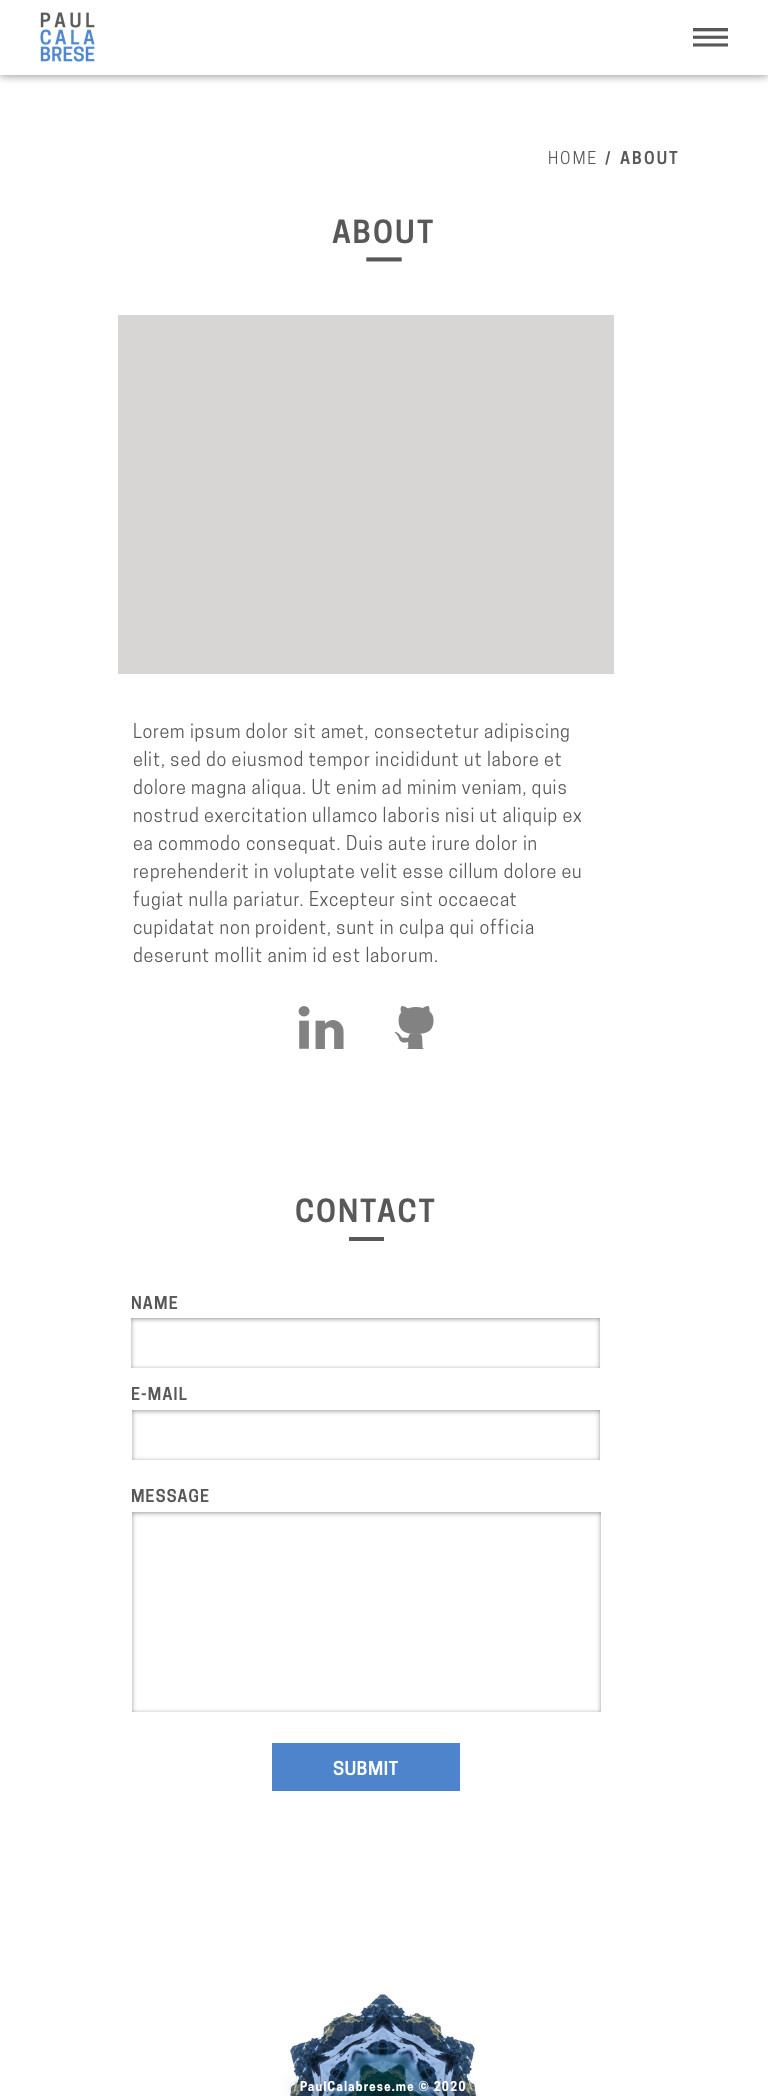 PAUL
CALA
BRESE
HOME / ABOUT
ABOUT
Lorem ipsum dolor sit amet, consectetur adipiscing
elit, sed do eiusmod tempor incididunt ut labore et
dolore magna aliqua. Ut enim ad minim veniam, quis
nostrud exercitation ullamco laboris nisi ut aliquip ex
ea commodo consequat. Duis aute irure dolor in
reprehenderit in voluptate velit esse cillum dolore eu
fugiat nulla pariatur. Excepteur sint occaecat
cupidatat non proident, sunt in culpa qui officia
deserunt mollit anim id est laborum.
in
CONTACT
NAME
E-MAIL
MESSAGE
SUBMIT
PaulCalabrese.me © 2020